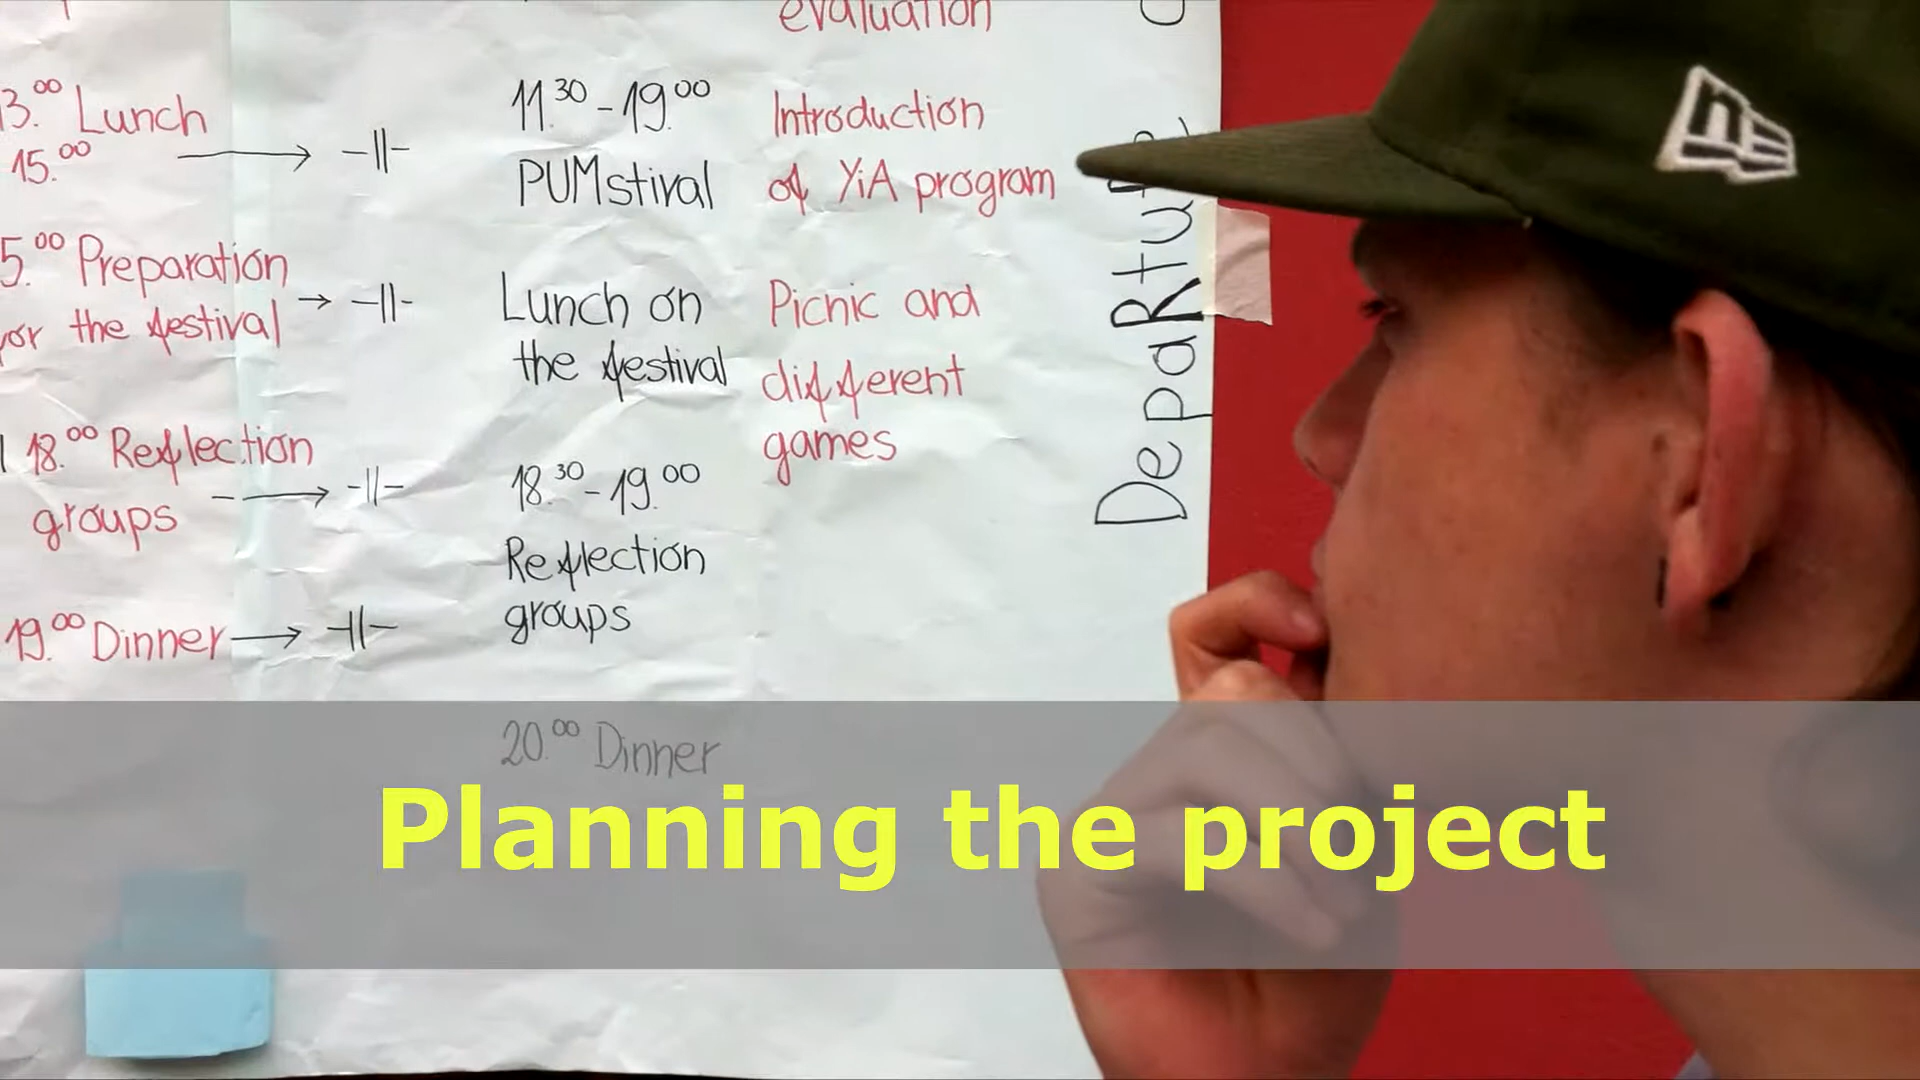 evaluation
13.00 Lunch
15.00
-||-
15.00 Preparation
for the festival
-||-
18.00 Reflection
groups
-||-
19.00 Dinner
-||-
11.30-19.00
PUMstival
Lunch on
the festival
18.30-19.00
Reflection
groups
20.00 Dinner
Introduction
of YiA program
Picnic and
different
games
DepaRture
Planning the project